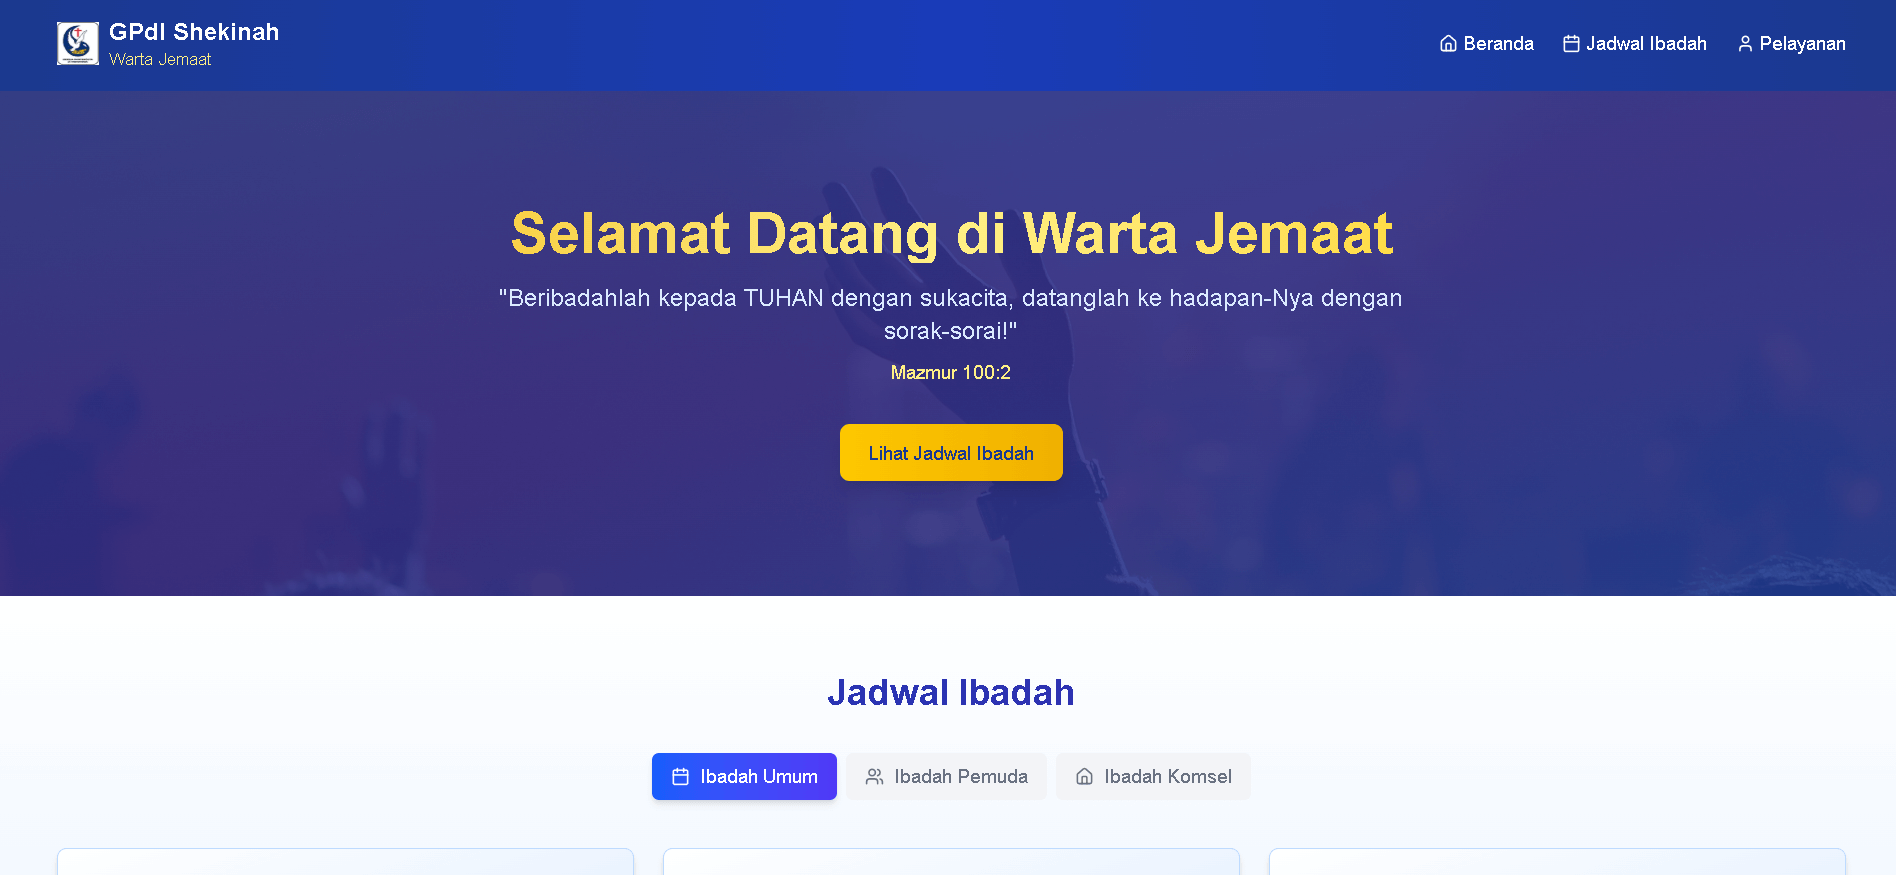 GPdI Shekinah
Warta Jemaat
Beranda
Jadwal Ibadah
Pelayanan
Selamat Datang di Warta Jemaat
"Beribadahlah kepada TUHAN dengan sukacita, datanglah ke hadapan-Nya dengan
sorak-sorai!"
Mazmur 100:2
Lihat Jadwal Ibadah
Jadwal Ibadah
Ibadah Umum
Ibadah Pemuda
Ibadah Komsel